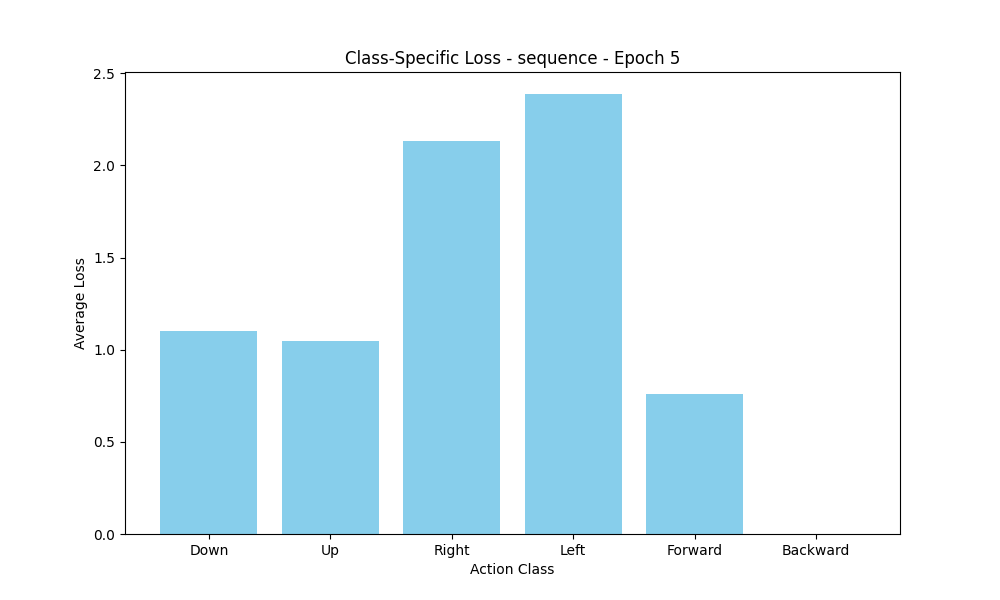 Class-Specific Loss - sequence - Epoch 5
2.5
2.0
1.5
1.0
0.5
0.0
Average Loss
Down Up Right Left Forward Backward
Action Class